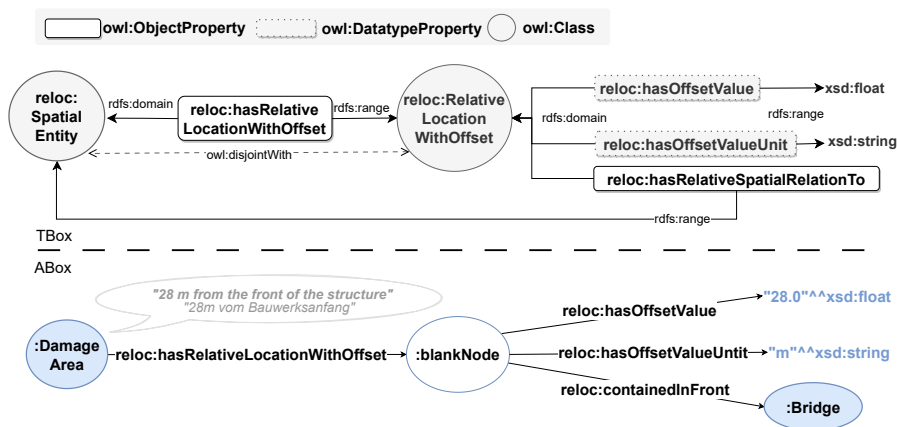 owl:ObjectProperty
owl:DatatypeProperty
owl:Class
reloc:
Spatial
Entity
rdfs:domain
reloc:hasRelative
LocationWithOffset
rdfs:range
reloc:Relative
Location
WithOffset
rdfs:domain
reloc:hasOffsetValue
xsd:float
rdfs:range
reloc:hasOffsetValueUnit
xsd:string
reloc:hasRelativeSpatialRelationTo
owl:disjointWith
rdfs:range
TBox
ABox
"28 m from the front of the structure"
"28m vom Bauwerksanfang"
:Damage
Area
reloc:hasRelativeLocationWithOffset
:blankNode
reloc:hasOffsetValue
"28.0"^^xsd:float
reloc:hasOffsetValueUntit
"m"^^xsd:string
reloc:containedInFront
:Bridge